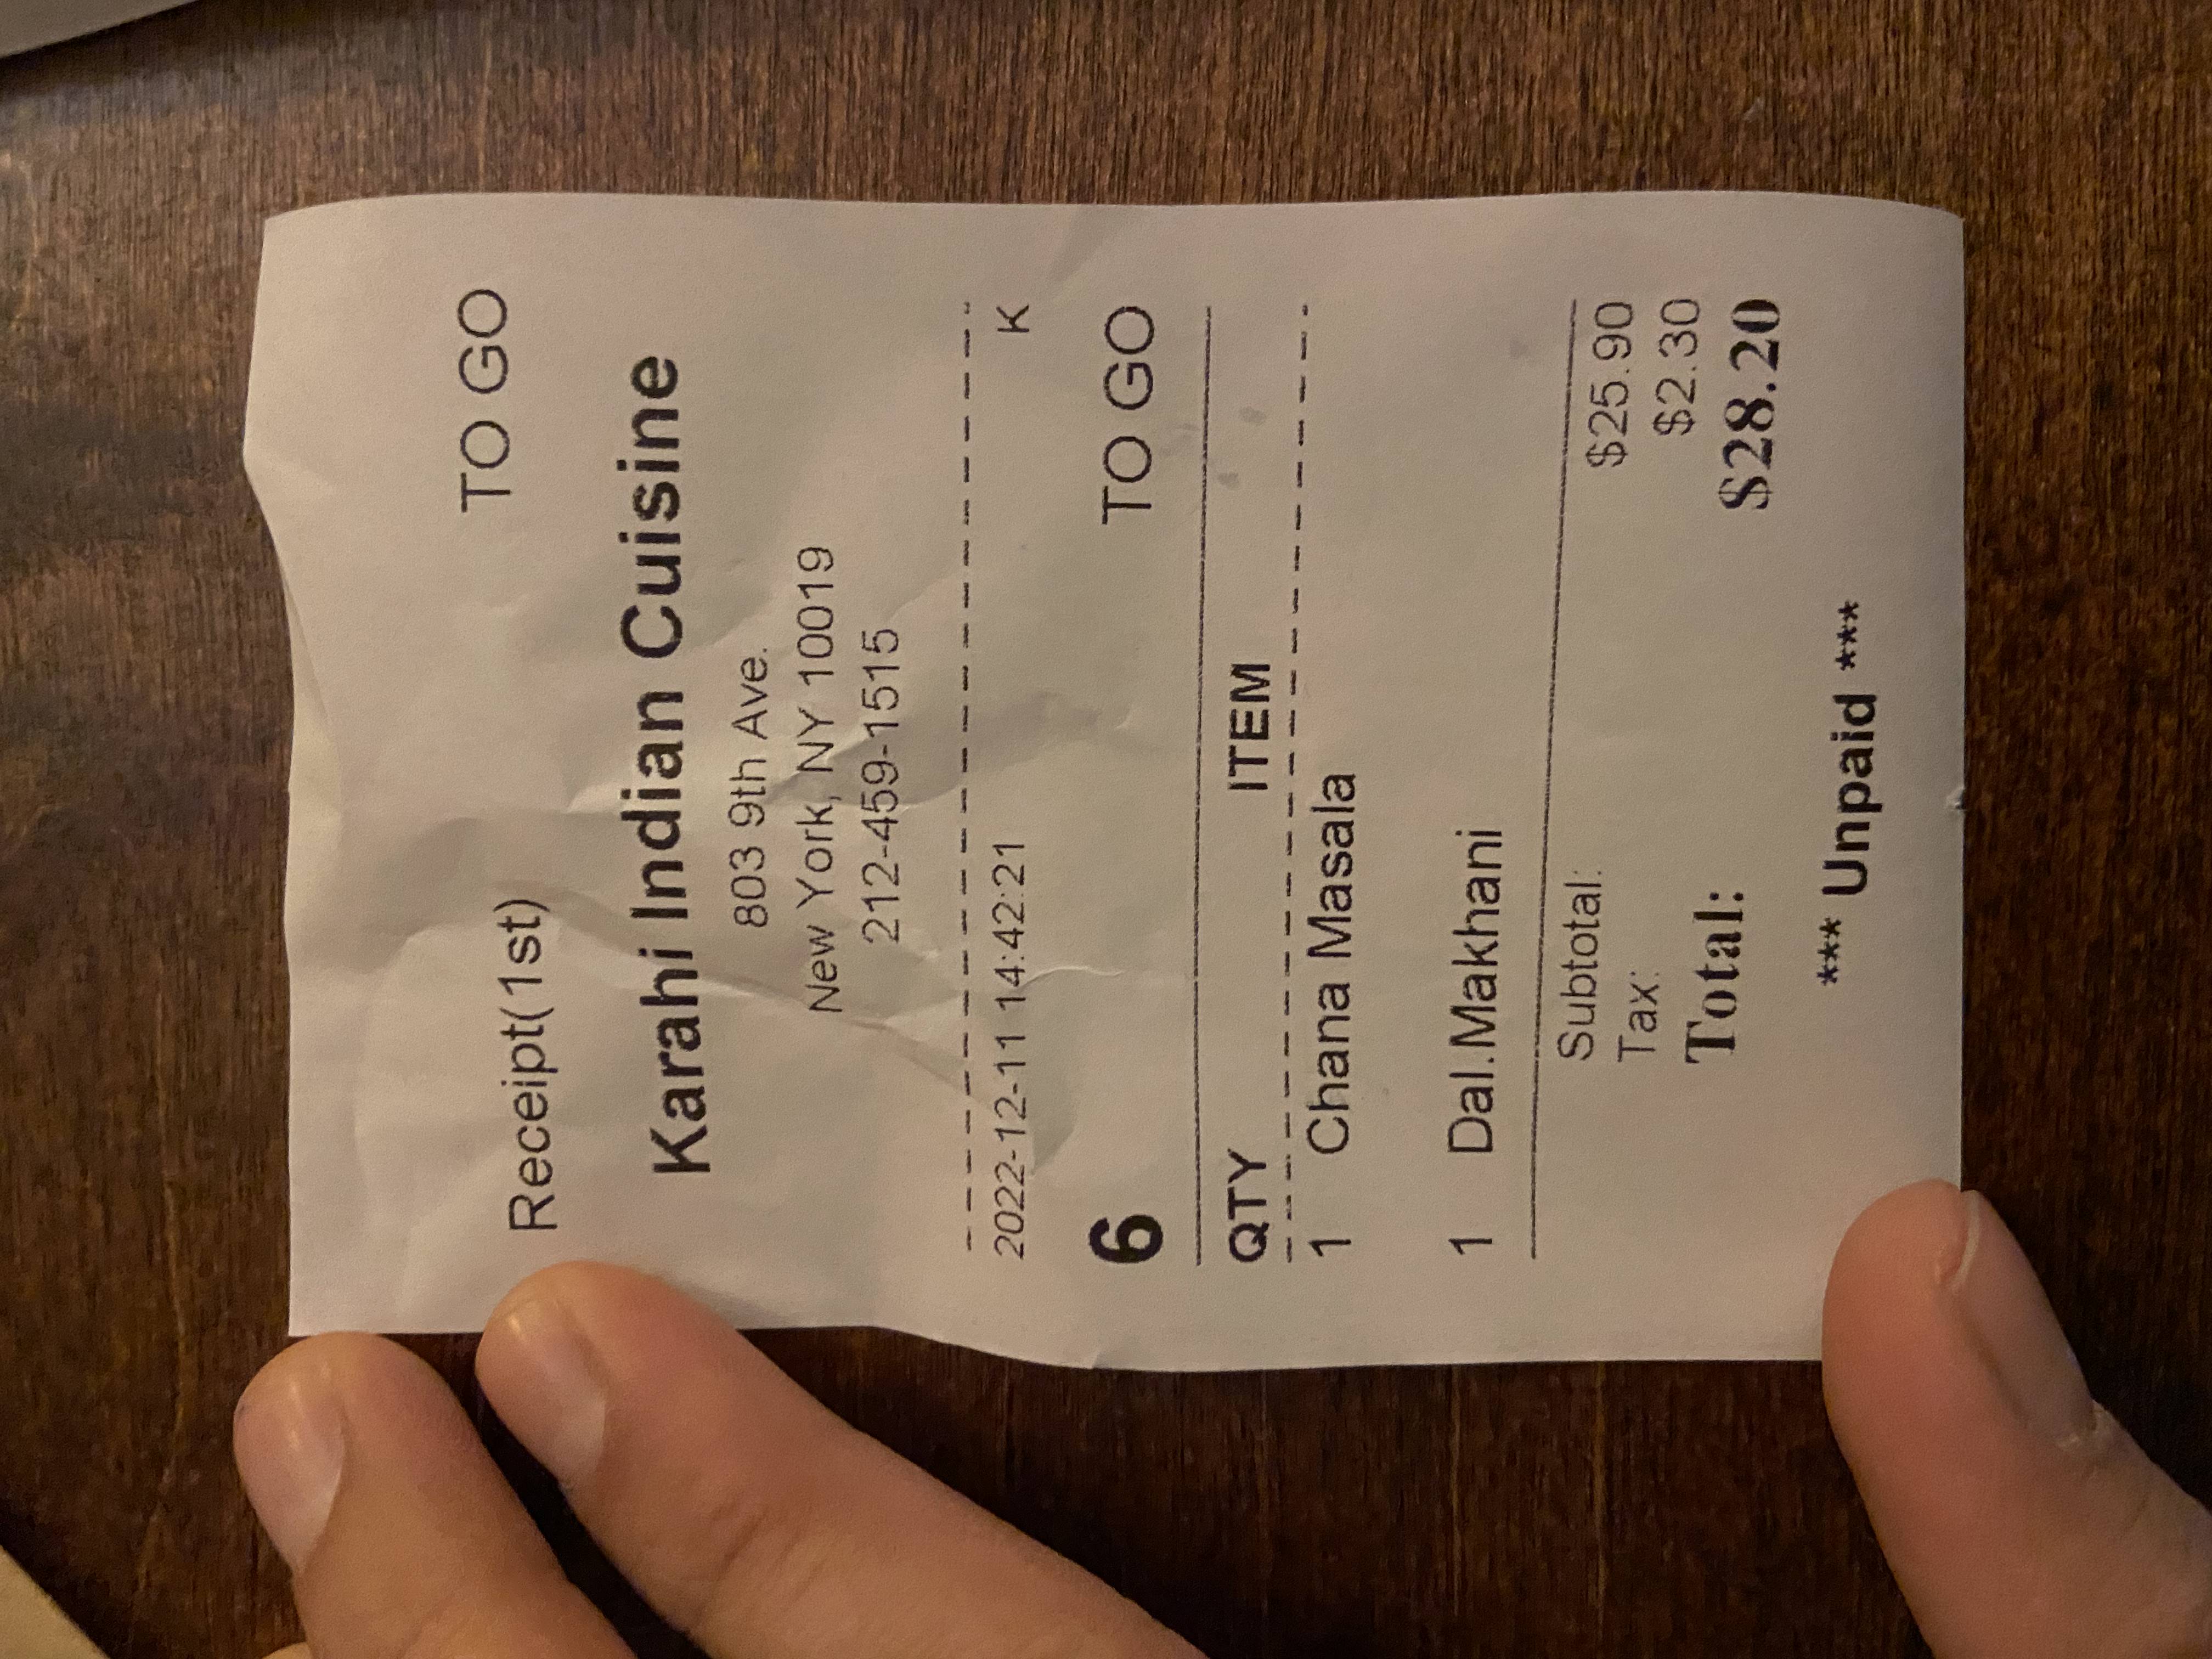 TO GO
Receipt(1st)
Karahi Indian Cuisine
803 9th Ave.
New York, NY 10019
212-459-1515
2022-12-11 14:42:21 K
6 TO GO
QTY ITEM
1 Chana Masala
1 Dal.Makhani
Subtotal: $25.90
Tax: $2.30
Total: $28.20
*** Unpaid ***